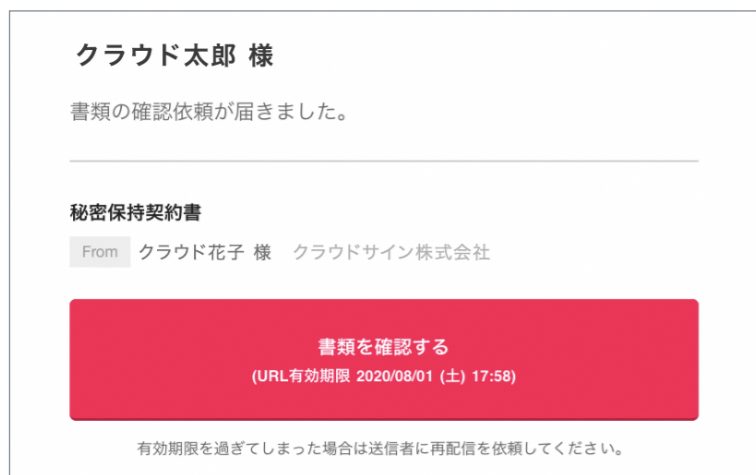 クラウド太郎 様
書類の確認依頼が届きました。
秘密保持契約書
From クラウド花子 様 クラウドサイン株式会社
書類を確認する
(URL有効期限 2020/08/01 (土) 17:58)
有効期限を過ぎてしまった場合は送信者に再配信を依頼してください。